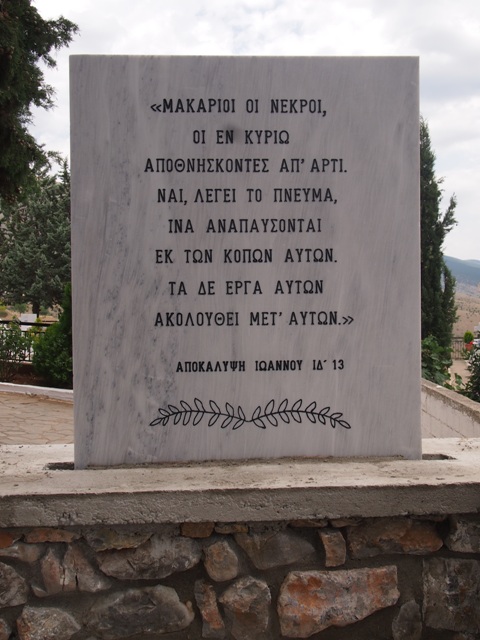 «ΜΑΚΑΡΙΟΙ ΟΙ ΝΕΚΡΟΙ,
ΟΙ ΕΝ ΚΥΡΙΩ
ΑΠΟΘΝΗΣΚΟΝΤΕΣ ΑΠ' ΑΡΤΙ.
ΝΑΙ, ΛΕΓΕΙ ΤΟ ΠΝΕΥΜΑ,
ΙΝΑ ΑΝΑΠΑΥΣΟΝΤΑΙ
ΕΚ ΤΩΝ ΚΟΠΩΝ ΑΥΤΩΝ.
ΤΑ ΔΕ ΕΡΓΑ ΑΥΤΩΝ
ΑΚΟΛΟΥΘΕΙ ΜΕΤ' ΑΥΤΩΝ.»
ΑΠΟΚΑΛΥΨΗ ΙΩΑΝΝΟΥ ΙΔ' 13